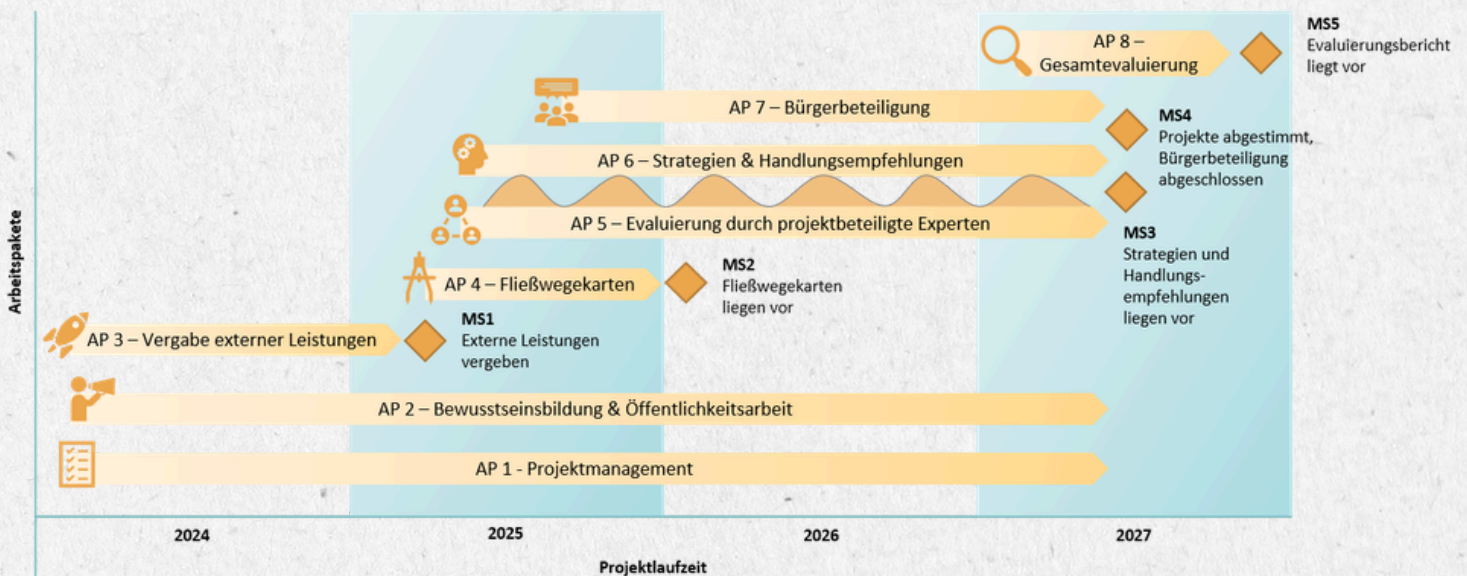 MS5
Evaluierungsbericht
liegt vor
AP 8 –
Gesamtevaluierung
AP 7 – Bürgerbeteiligung
MS4
Projekte abgestimmt,
Bürgerbeteiligung
abgeschlossen
AP 6 – Strategien & Handlungsempfehlungen
AP 5 – Evaluierung durch projektbeteiligte Experten
MS3
Strategien und
Handlungs-
empfehlungen
liegen vor
AP 4 – Fließwegekarten
MS2
Fließwegekarten
liegen vor
AP 3 – Vergabe externer Leistungen
MS1
Externe Leistungen
vergeben
AP 2 – Bewusstseinsbildung & Öffentlichkeitsarbeit
AP 1 - Projektmanagement
Arbeitspakete
2024
2025
2026
2027
Projektlaufzeit